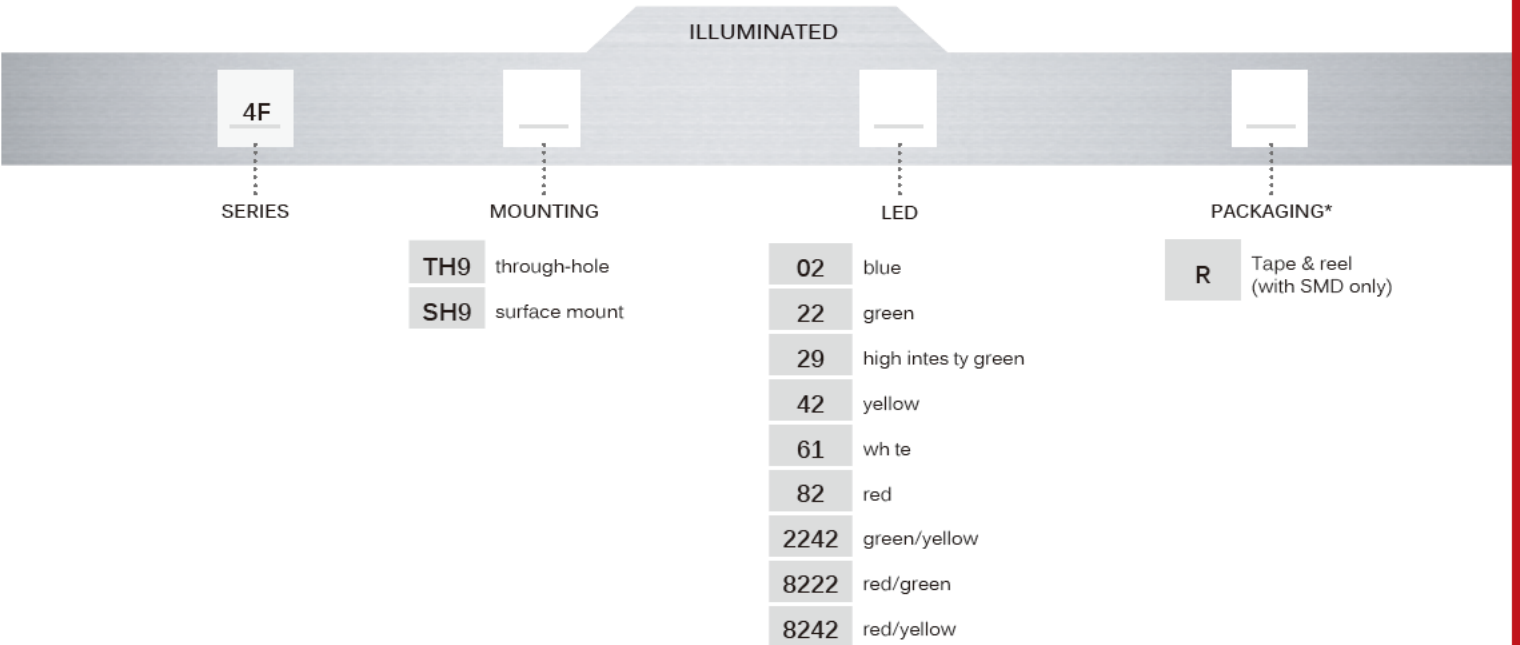 ILLUMINATED
4F
SERIES
MOUNTING
LED
PACKAGING*
TH9 through-hole
SH9 surface mount
02 blue
22 green
29 high intes ty green
42 yellow
61 wh te
82 red
2242 green/yellow
8222 red/green
8242 red/yellow
R Tape & reel
(with SMD only)